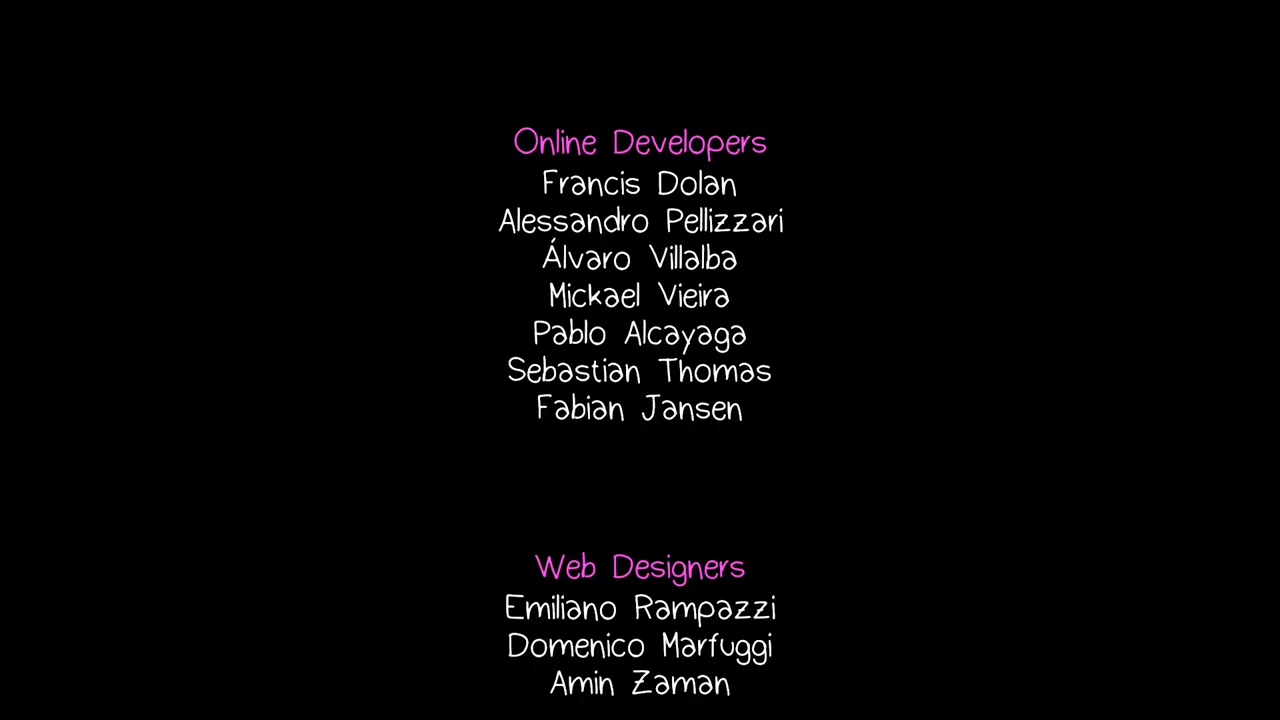 Online Developers
Francis Dolan
Alessandro Pellizzari
Álvaro Villalba
Mickael Vieira
Pablo Alcayaga
Sebastian Thomas
Fabian Jansen
Web Designers
Emiliano Rampazzi
Domenico Marfuggi
Amin Zaman